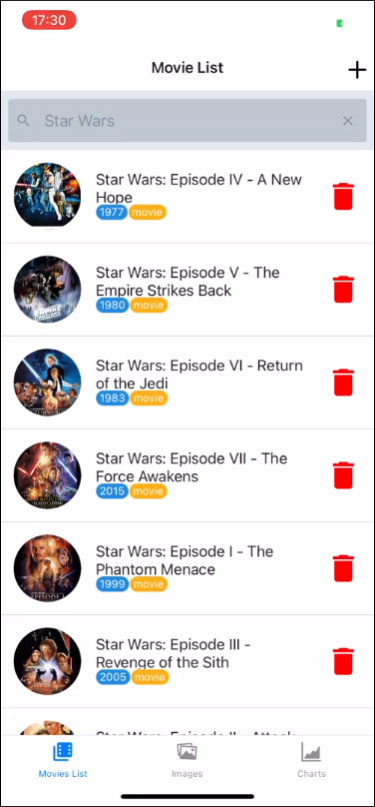 17:30
Movie List
Star Wars
Star Wars: Episode IV - A New
Hope
1977 movie
Star Wars: Episode V - The
Empire Strikes Back
1980 movie
Star Wars: Episode VI - Return
of the Jedi
1983 movie
Star Wars: Episode VII - The
Force Awakens
2015 movie
Star Wars: Episode I - The
Phantom Menace
1999 movie
Star Wars: Episode III -
Revenge of the Sith
2005 movie
Star Wars: Episode II - Attack
Movies List
Images
Charts